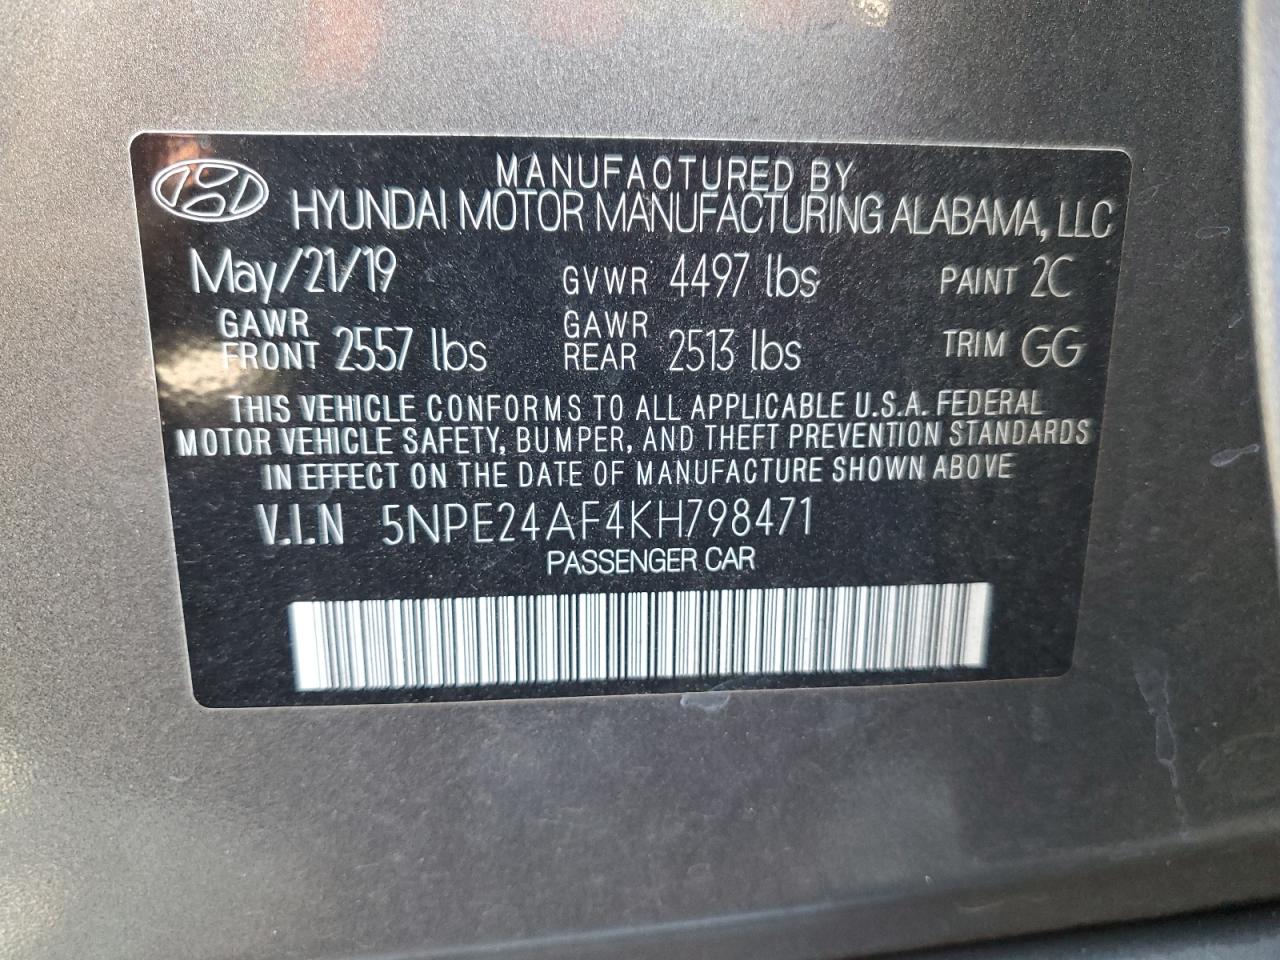 MANUFACTURED BY
HYUNDAI MOTOR MANUFACTURING ALABAMA, LLC
May/21/19 GVWR 4497 lbs PAINT 2C
GAWR FRONT 2557 lbs GAWR REAR 2513 lbs TRIM GG
THIS VEHICLE CONFORMS TO ALL APPLICABLE U.S.A. FEDERAL
MOTOR VEHICLE SAFETY, BUMPER, AND THEFT PREVENTION STANDARDS
IN EFFECT ON THE DATE OF MANUFACTURE SHOWN ABOVE
V.I.N 5NPE24AF4KH798471
PASSENGER CAR